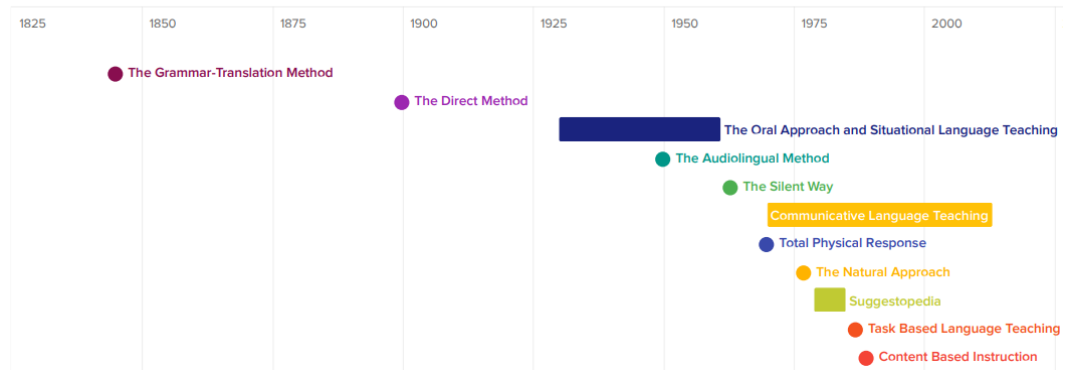 1825 1850 1875 1900 1925 1950 1975 2000
The Grammar-Translation Method
The Direct Method
The Oral Approach and Situational Language Teaching
The Audiolingual Method
The Silent Way
Communicative Language Teaching
Total Physical Response
The Natural Approach
Suggestopedia
Task Based Language Teaching
Content Based Instruction